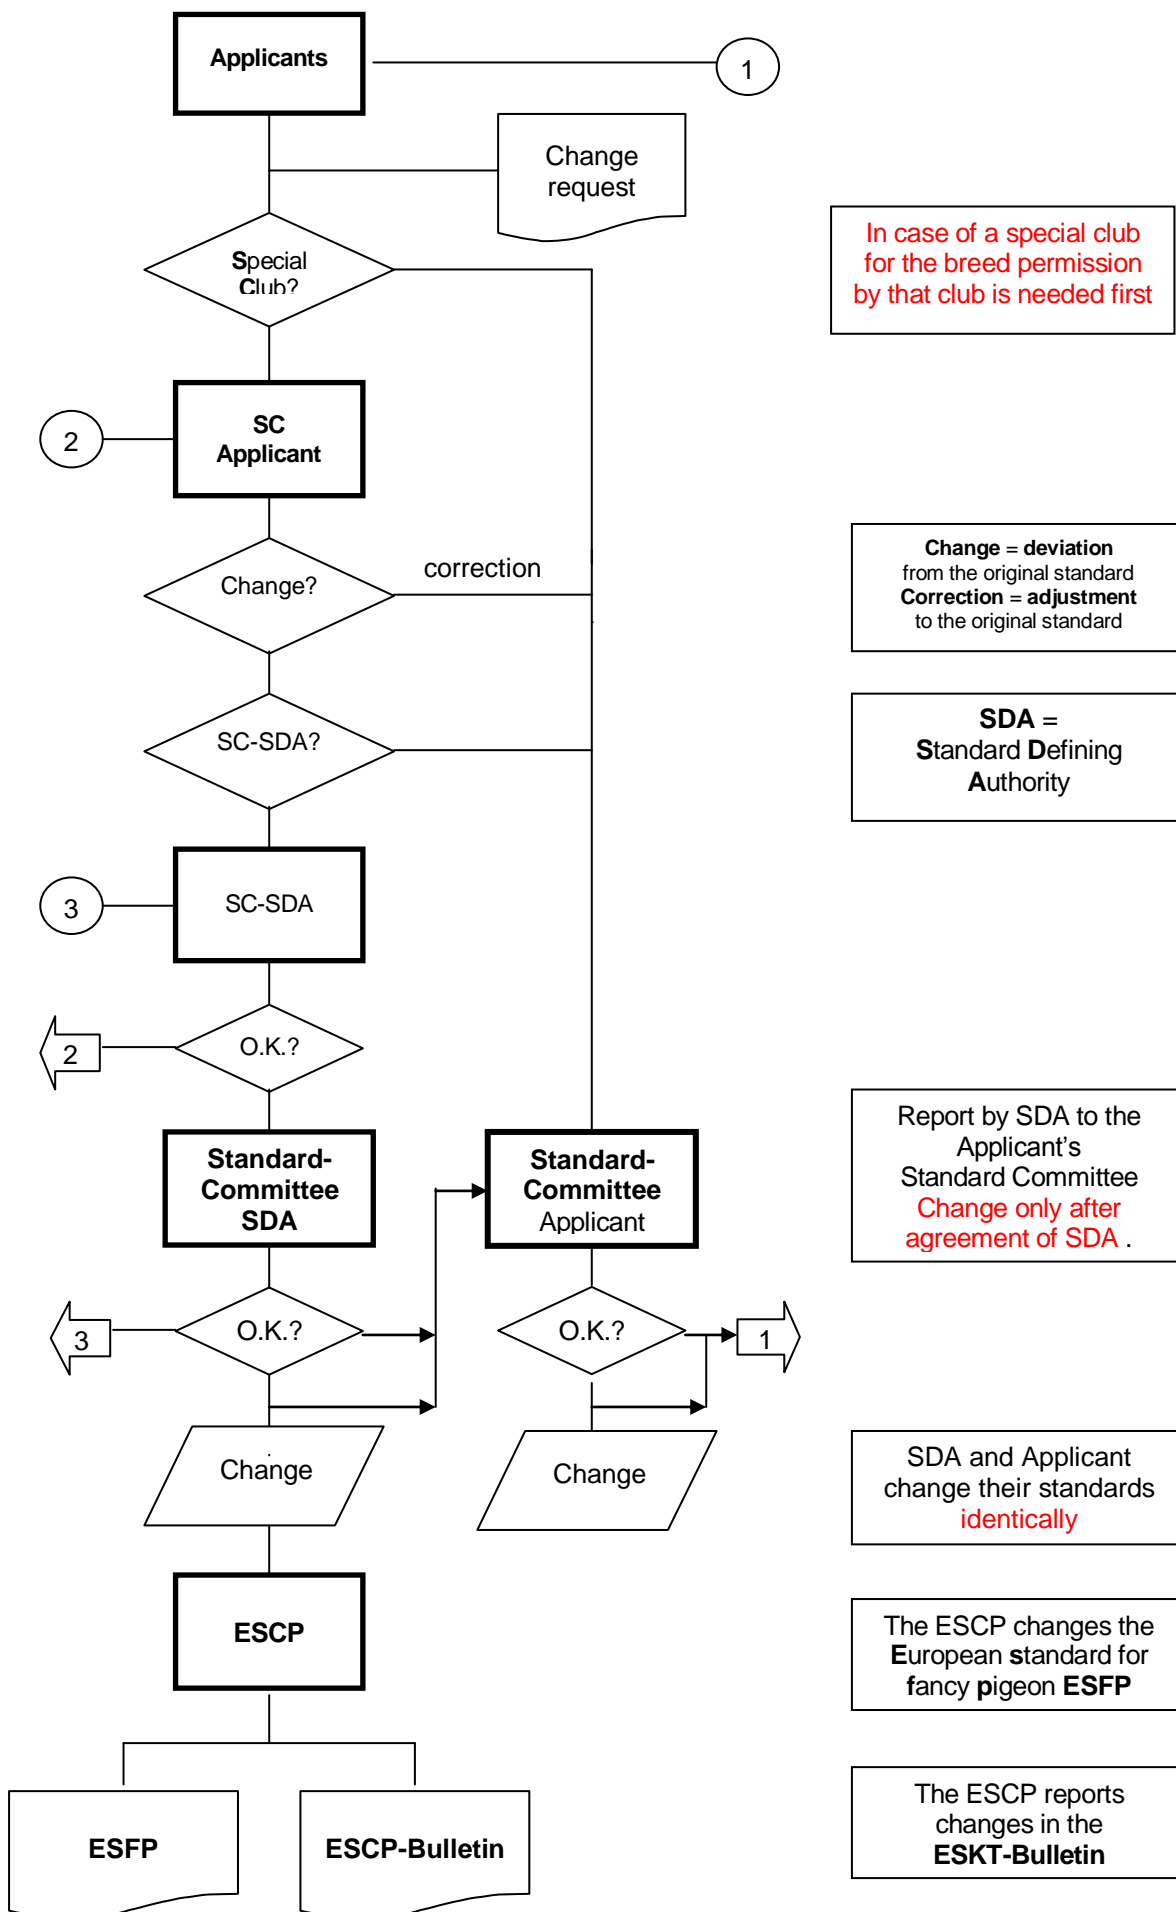 Applicants
1
Change
request
Special
Club?
In case of a special club
for the breed permission
by that club is needed first
2
SC
Applicant
Change?
correction
Change = deviation
from the original standard
Correction = adjustment
to the original standard
SC-SDA?
SDA =
Standard Defining
Authority
3
SC-SDA
2
O.K.?
Standard-
Committee
SDA
Standard-
Committee
Applicant
Report by SDA to the
Applicant's
Standard Committee
Change only after
agreement of SDA .
3
O.K.?
O.K.?
1
Change
Change
SDA and Applicant
change their standards
identically
ESCP
The ESCP changes the
European standard for
fancy pigeon ESFP
ESFP
ESCP-Bulletin
The ESCP reports
changes in the
ESKT-Bulletin